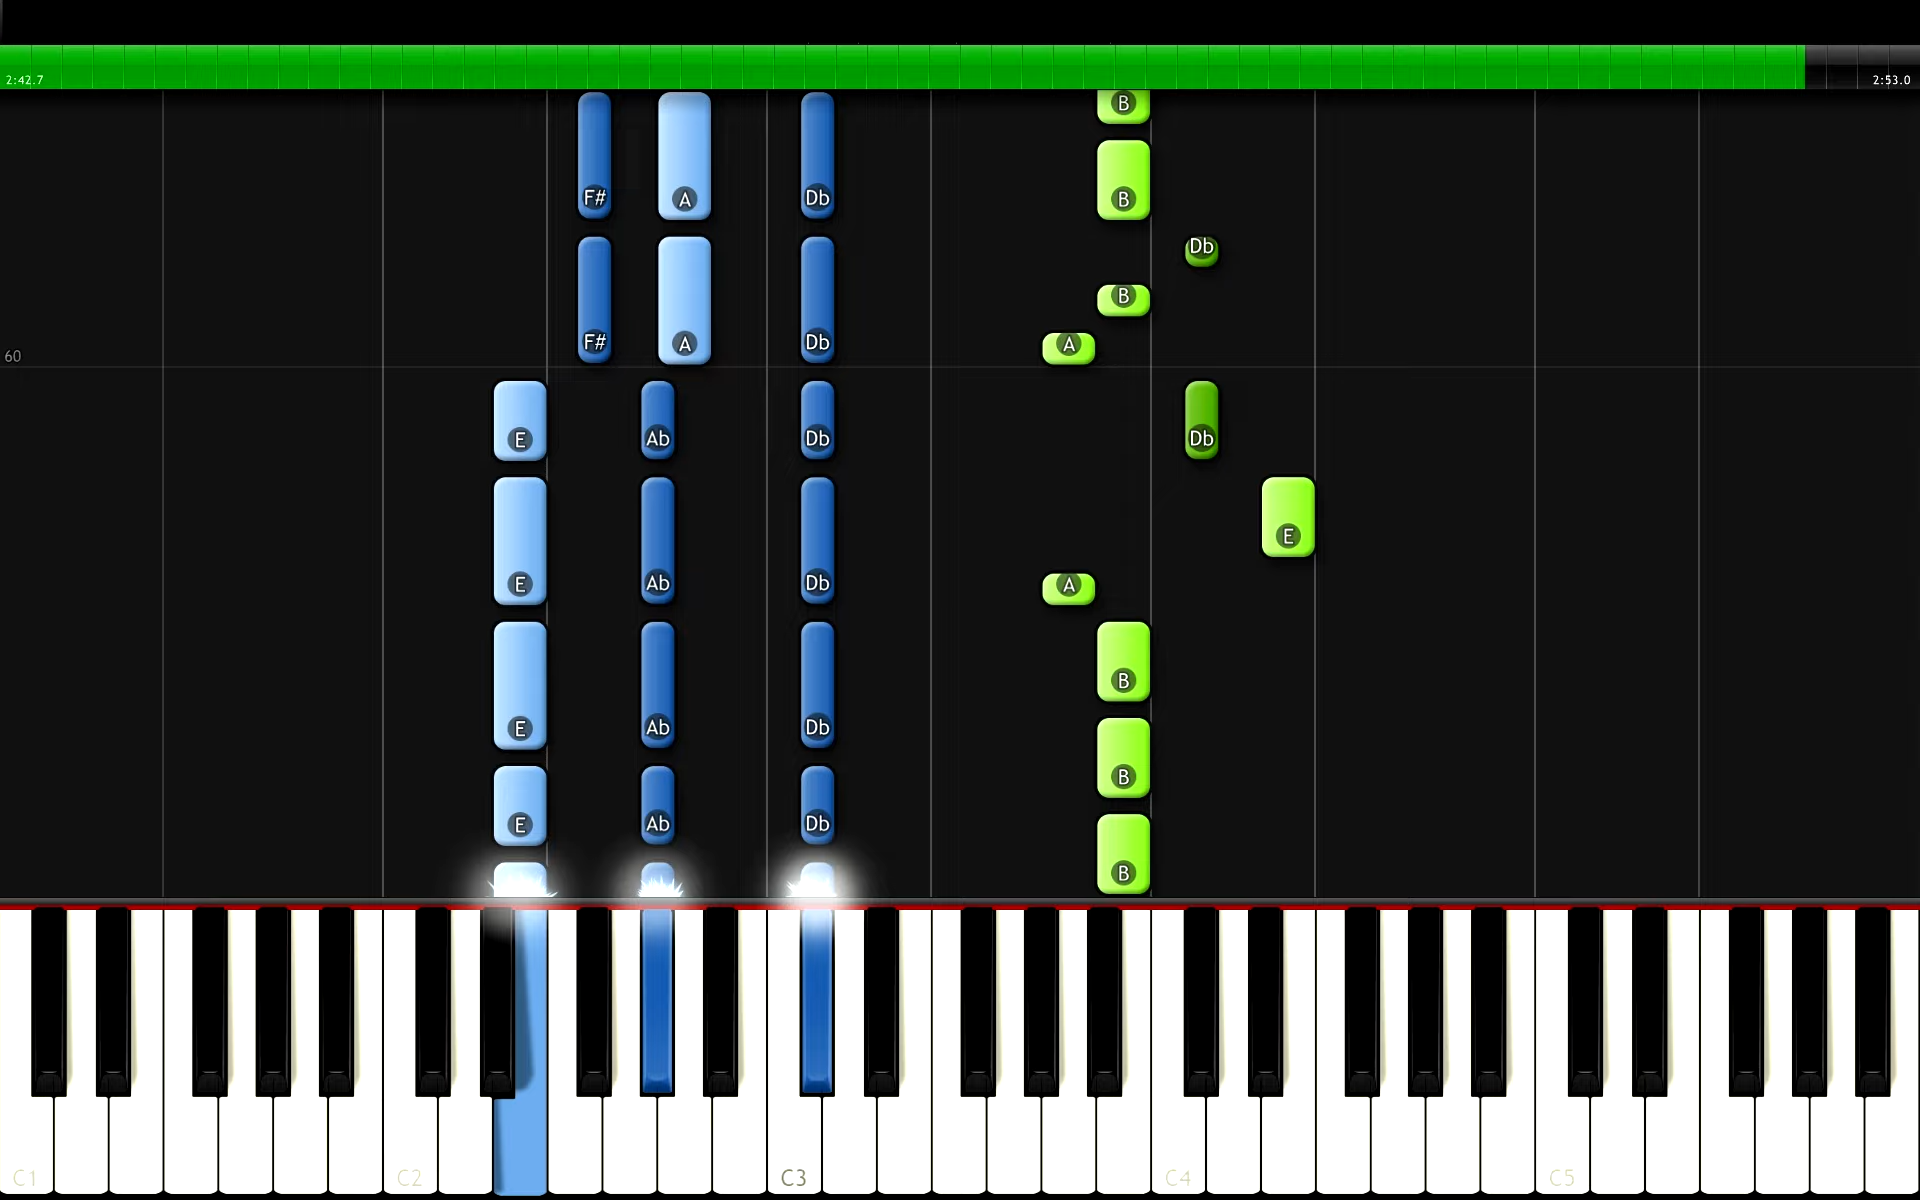 2:42.7 2:53.0
B
F# A Db B
Db
B
F# A Db A
60
E Ab Db Db
E
E Ab Db A
B
E Ab Db
B
E Ab Db
B
C1 C2 C3 C4 C5